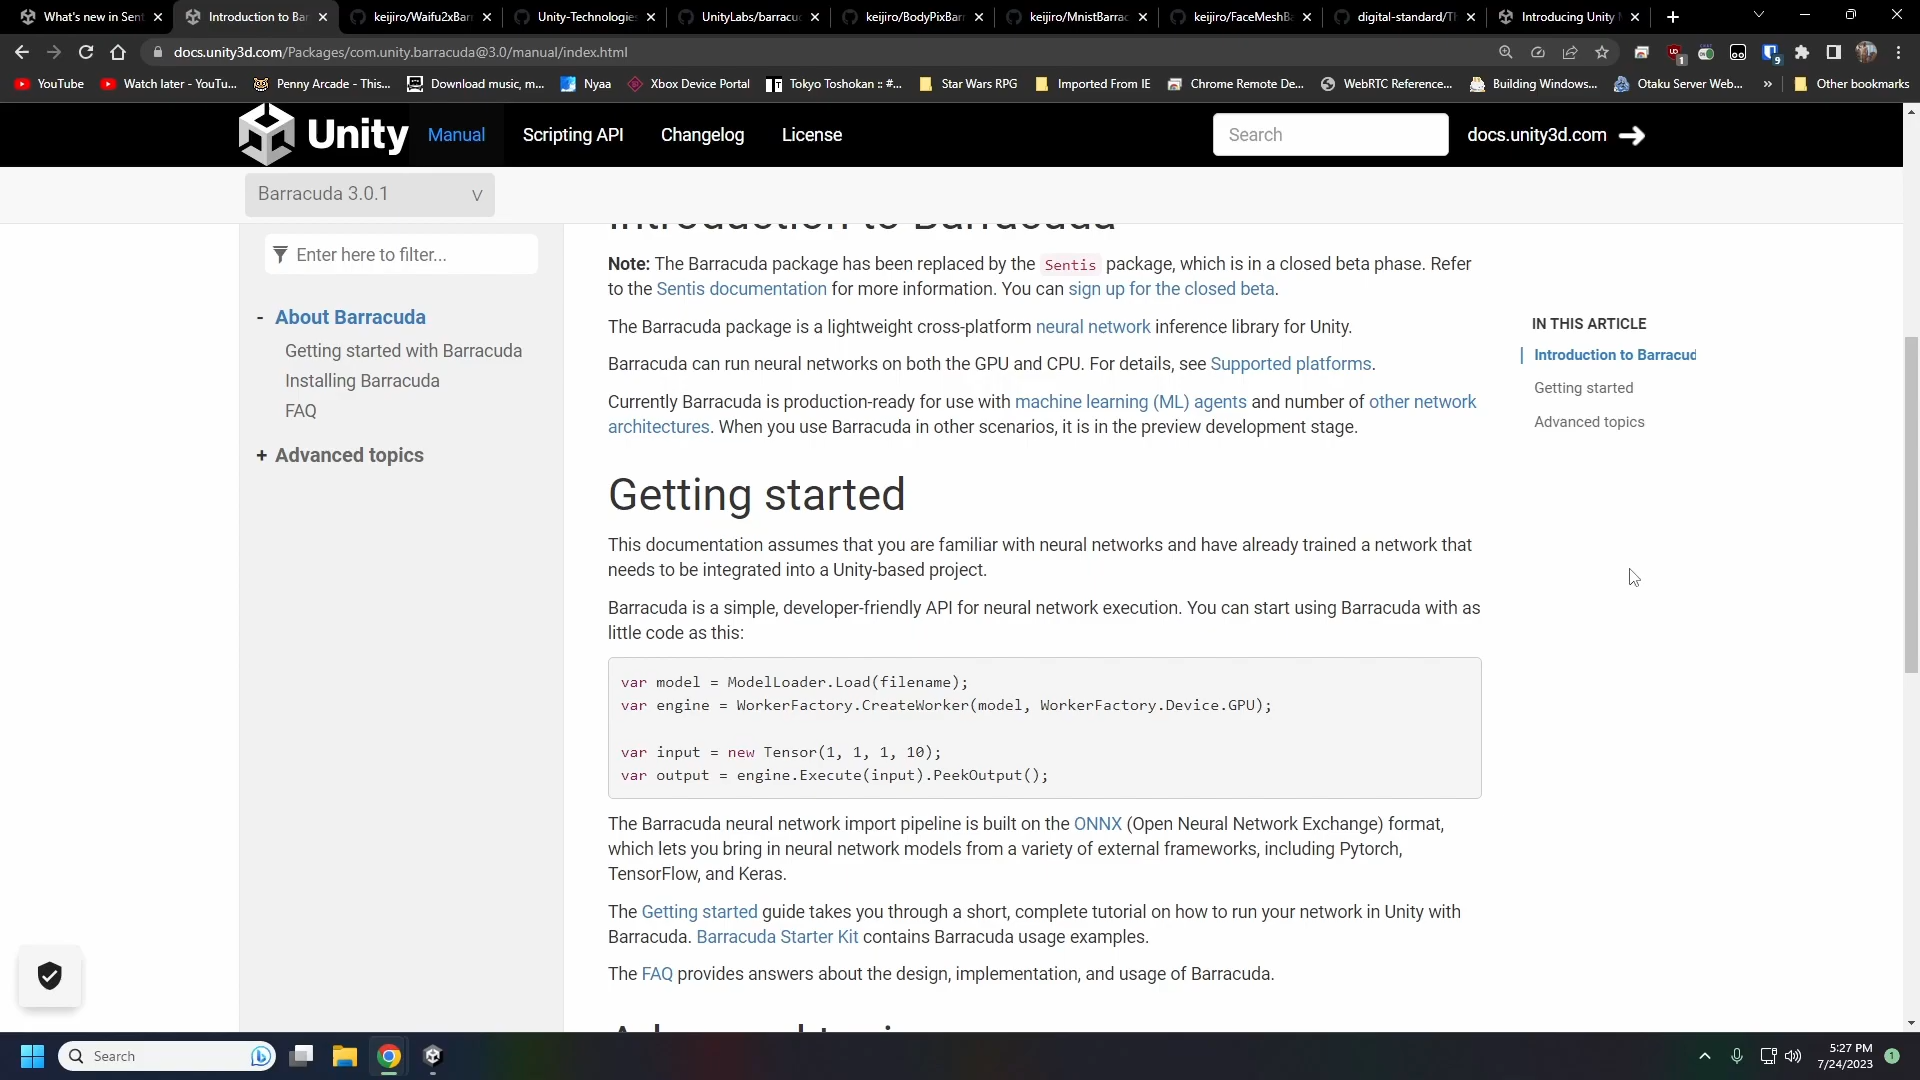 What's new in Sent
Introduction to Bar
keijiro/Waifu2xBarr
Unity-Technologies
UnityLabs/barracud
keijiro/BodyPixBarr
keijiro/MnistBarrac
keijiro/FaceMeshBa
digital-standard/Th
Introducing Unity
docs.unity3d.com/Packages/com.unity.barracuda@3.0/manual/index.html
YouTube
Watch later - YouTu...
Penny Arcade - This...
Download music, m...
Nyaa
Xbox Device Portal
Tokyo Toshokan :: #...
Star Wars RPG
Imported From IE
Chrome Remote De...
WebRTC Reference...
Building Windows...
Otaku Server Web...
»
Other bookmarks
Unity
Manual
Scripting API
Changelog
License
Search
docs.unity3d.com
Barracuda 3.0.1
Enter here to filter...
- About Barracuda
Getting started with Barracuda
Installing Barracuda
FAQ
+ Advanced topics
Introduction to Barracuda
Note: The Barracuda package has been replaced by the Sentis package, which is in a closed beta phase. Refer
to the Sentis documentation for more information. You can sign up for the closed beta.
The Barracuda package is a lightweight cross-platform neural network inference library for Unity.
Barracuda can run neural networks on both the GPU and CPU. For details, see Supported platforms.
Currently Barracuda is production-ready for use with machine learning (ML) agents and number of other network
architectures. When you use Barracuda in other scenarios, it is in the preview development stage.
Getting started
This documentation assumes that you are familiar with neural networks and have already trained a network that
needs to be integrated into a Unity-based project.
Barracuda is a simple, developer-friendly API for neural network execution. You can start using Barracuda with as
little code as this:
var model = ModelLoader.Load(filename);
var engine = WorkerFactory.CreateWorker(model, WorkerFactory.Device.GPU);
var input = new Tensor(1, 1, 1, 10);
var output = engine.Execute(input).PeekOutput();
The Barracuda neural network import pipeline is built on the ONNX (Open Neural Network Exchange) format,
which lets you bring in neural network models from a variety of external frameworks, including Pytorch,
TensorFlow, and Keras.
The Getting started guide takes you through a short, complete tutorial on how to run your network in Unity with
Barracuda. Barracuda Starter Kit contains Barracuda usage examples.
The FAQ provides answers about the design, implementation, and usage of Barracuda.
IN THIS ARTICLE
Introduction to Barracud
Getting started
Advanced topics
Search
5:27 PM
7/24/2023
1